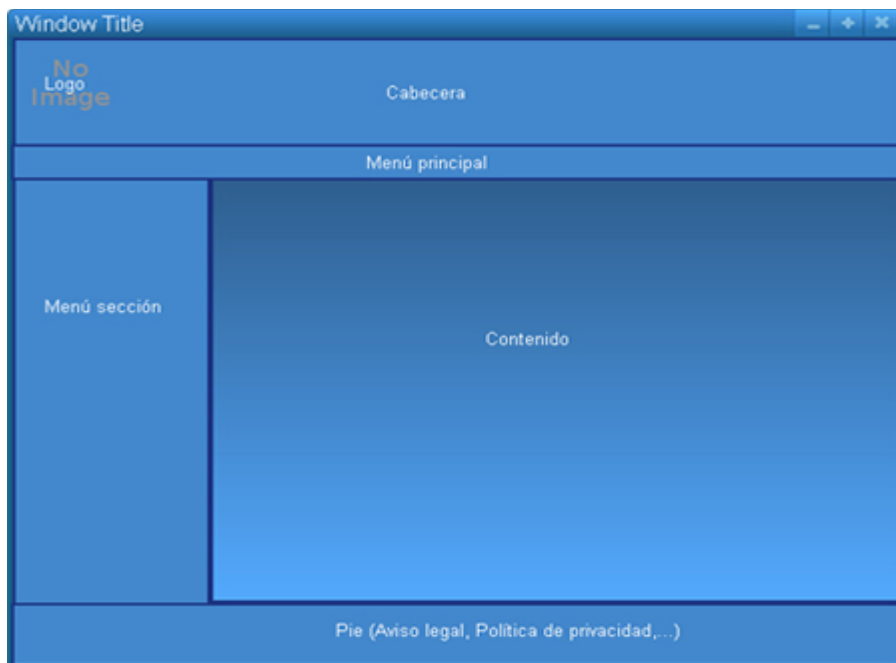 Window Title
No
Logo
Image
Cabecera
Menú principal
Menú sección
Contenido
Pie (Aviso legal, Política de privacidad,...)